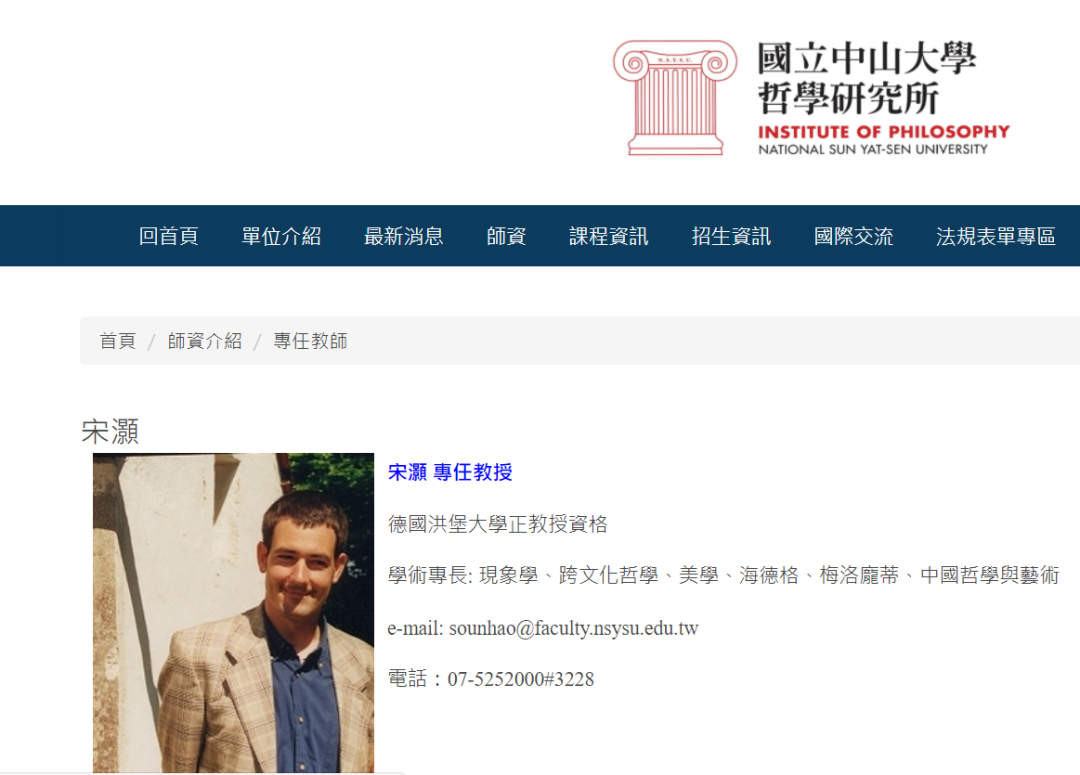 N.S.Y.S.U.
國立中山大學
哲學研究所
INSTITUTE OF PHILOSOPHY
NATIONAL SUN YAT-SEN UNIVERSITY
回首頁 單位介紹 最新消息 師資 課程資訊 招生資訊 國際交流 法規表單專區
首頁 / 師資介紹 / 專任教師
宋灝
宋灝 專任教授
德國洪堡大學正教授資格
學術專長: 現象學、跨文化哲學、美學、海德格、梅洛龐蒂、中國哲學與藝術
e-mail: sounhao@faculty.nsysu.edu.tw
電話：07-5252000#3228